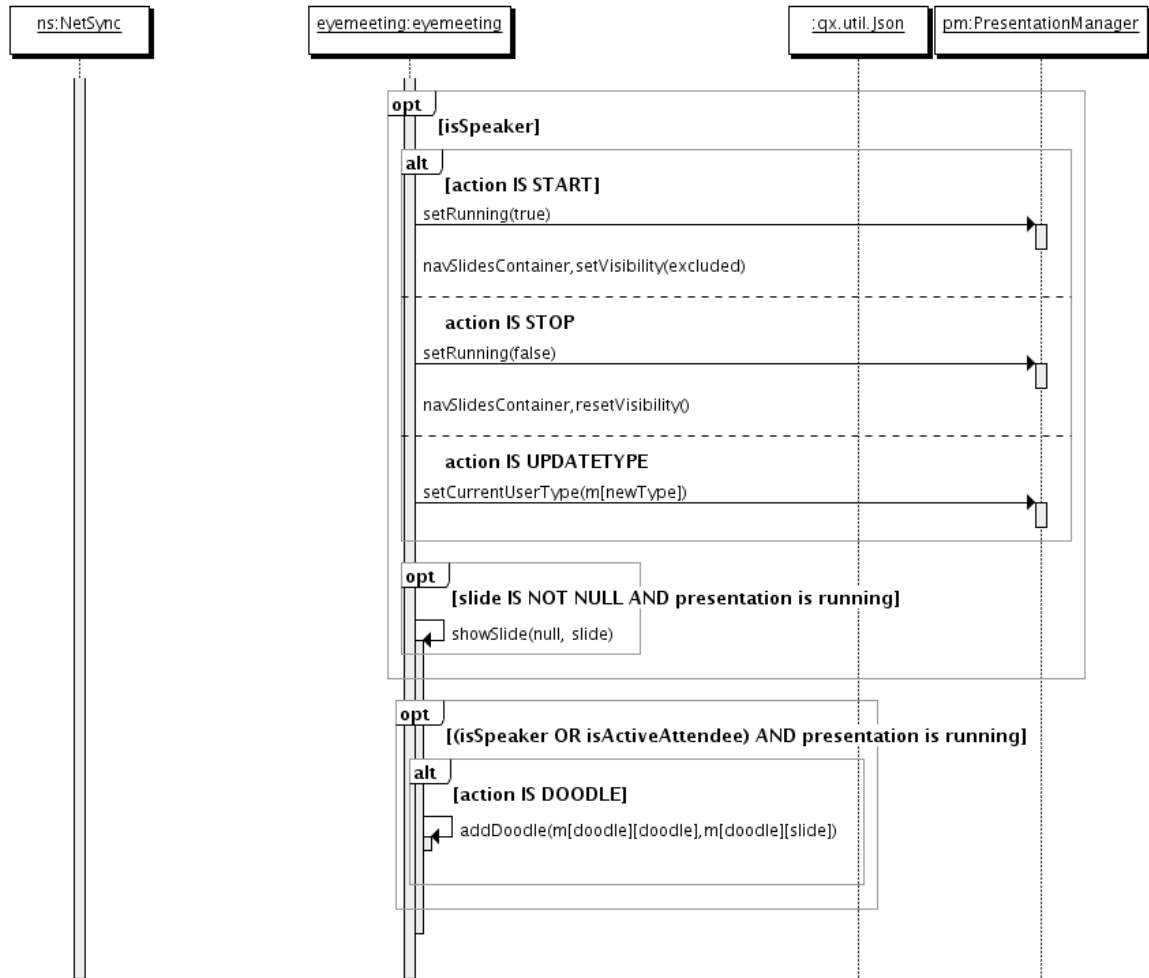 ns:NetSync
eyemeeting:eyemeeting
:qx.util.Json
pm:PresentationManager
opt
[isSpeaker]
alt
[action IS START]
setRunning(true)
navSlidesContainer,setVisibility(excluded)
action IS STOP
setRunning(false)
navSlidesContainer,resetVisibility()
action IS UPDATETYPE
setCurrentUserType(m[newType])
opt
[slide IS NOT NULL AND presentation is running]
showSlide(null, slide)
opt
[(isSpeaker OR isActiveAttendee) AND presentation is running]
alt
[action IS DOODLE]
addDoodle(m[doodle][doodle],m[doodle][slide])